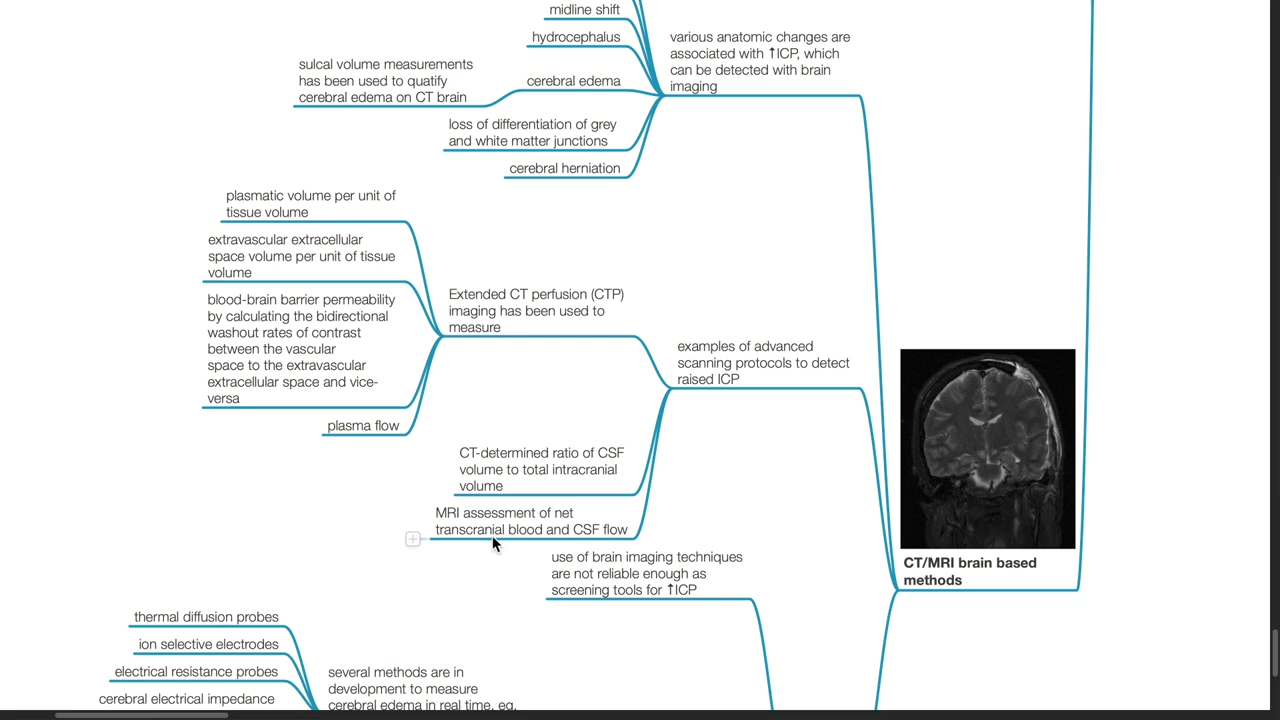 midline shift
hydrocephalus
sulcal volume measurements
has been used to quatify
cerebral edema on CT brain
cerebral edema
loss of differentiation of grey
and white matter junctions
cerebral herniation
various anatomic changes are
associated with ↑ICP, which
can be detected with brain
imaging
plasmatic volume per unit of
tissue volume
extravascular extracellular
space volume per unit of tissue
volume
blood-brain barrier permeability
by calculating the bidirectional
washout rates of contrast
between the vascular
space to the extravascular
extracellular space and vice-
versa
plasma flow
Extended CT perfusion (CTP)
imaging has been used to
measure
CT-determined ratio of CSF
volume to total intracranial
volume
MRI assessment of net
transcranial blood and CSF flow
examples of advanced
scanning protocols to detect
raised ICP
CT/MRI brain based
methods
use of brain imaging techniques
are not reliable enough as
screening tools for ↑ICP
thermal diffusion probes
ion selective electrodes
electrical resistance probes
cerebral electrical impedance
several methods are in
development to measure
cerebral edema in real time, eg.